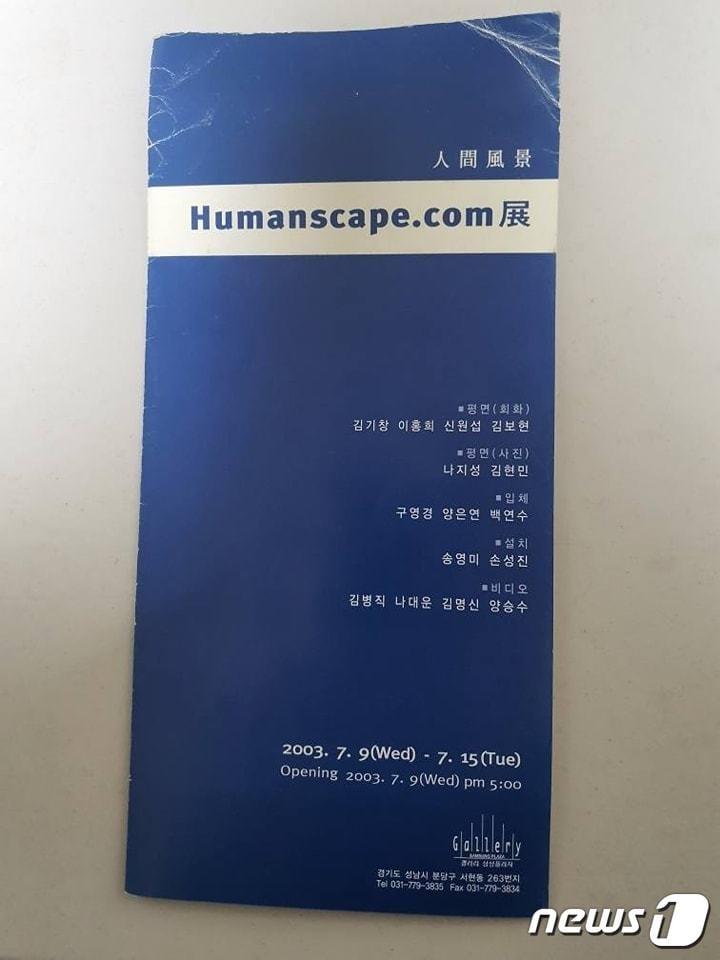 人間風景
Humanscape.com展
■평면(회화)
김기창 이흥희 신원섭 김보현
■평면(사진)
나지성 김현민
■입체
구영경 양은연 백연수
■설치
송영미 손성진
■비디오
김병직 나대운 김명신 양승수
2003. 7. 9(Wed) - 7. 15(Tue)
Opening 2003. 7. 9(Wed) pm 5:00
Gallery
SAMSUNG PLAZA
갤러리 삼성플라자
경기도 성남시 분당구 서현동 263번지
Tel 031-779-3835 Fax 031-779-3834
news1